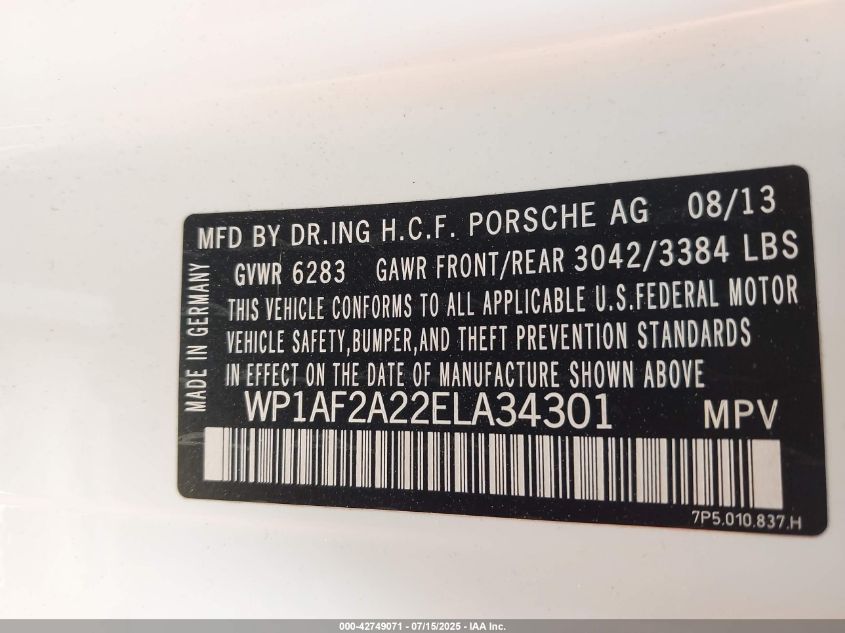 MFD BY DR.ING H.C.F. PORSCHE AG 08/13
GVWR 6283 GAWR FRONT/REAR 3042/3384 LBS
THIS VEHICLE CONFORMS TO ALL APPLICABLE U.S.FEDERAL MOTOR
VEHICLE SAFETY,BUMPER,AND THEFT PREVENTION STANDARDS
IN EFFECT ON THE DATE OF MANUFACTURE SHOWN ABOVE
MADE IN GERMANY
WP1AF2A22ELA34301 MPV
7P5.010.837.H
000-42749071 - 07/15/2025 - IAA Inc.